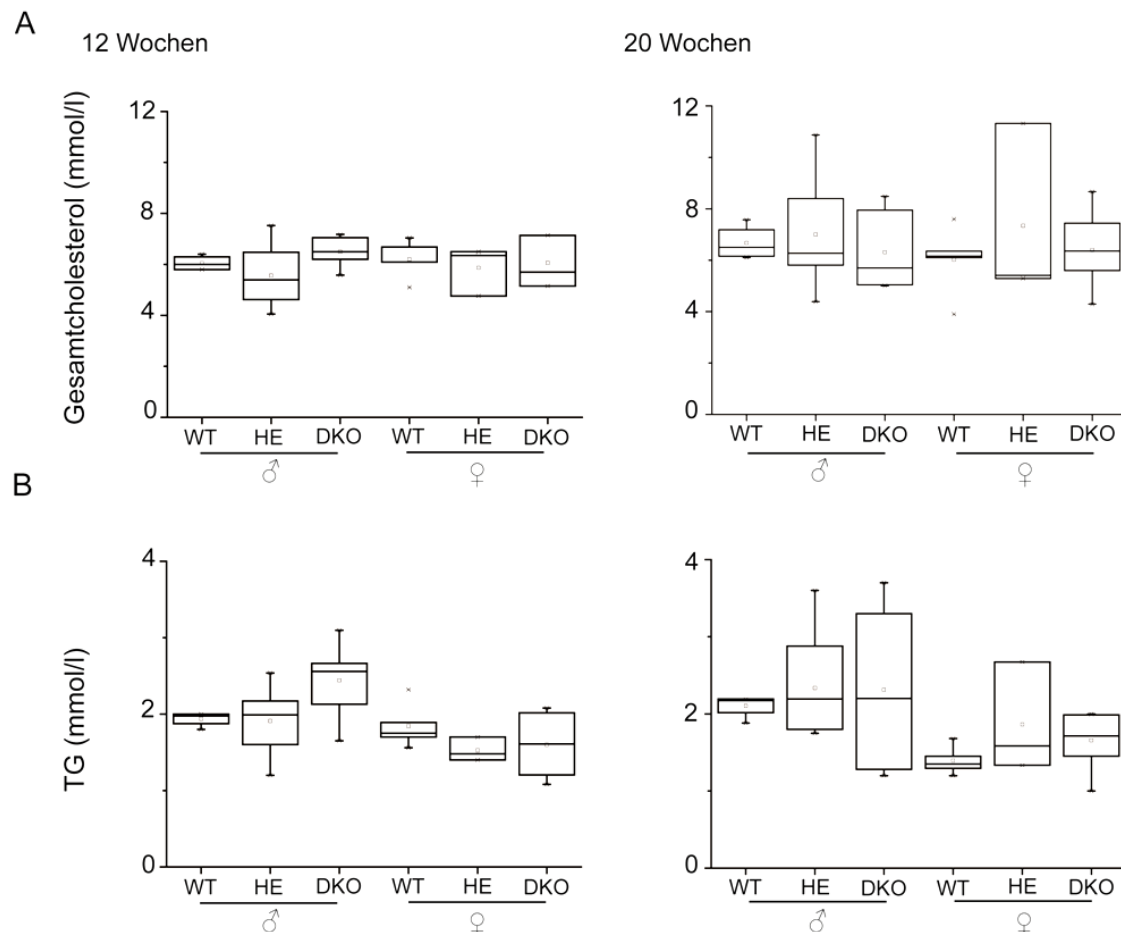 A
12 Wochen
20 Wochen
Gesamtcholesterol (mmol/l)
12
8
4
0
WT HE DKO WT HE DKO
♂ ♀
12
8
4
0
WT HE DKO WT HE DKO
♂ ♀
B
TG (mmol/l)
4
2
0
WT HE DKO WT HE DKO
♂ ♀
4
2
0
WT HE DKO WT HE DKO
♂ ♀